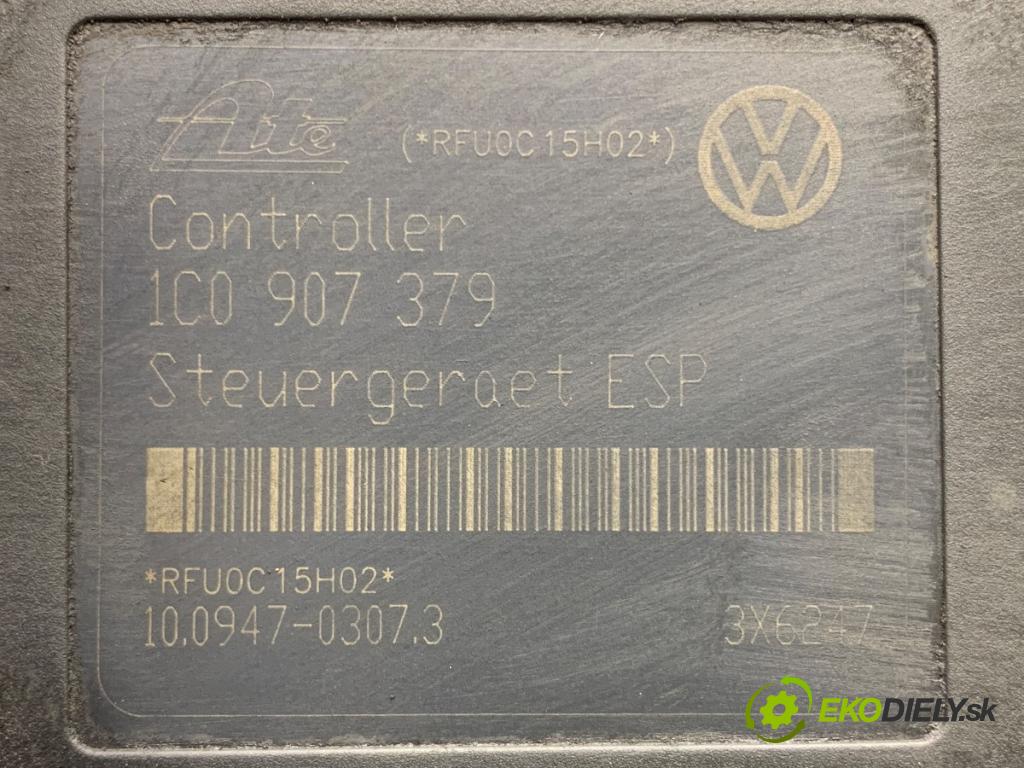 Ate (*RFU0C15H02*)
Controller
1C0 907 379
Steuergeraet ESP
*RFU0C15H02*
10.0947-0307.3 3X6247
EKODIELY.sk